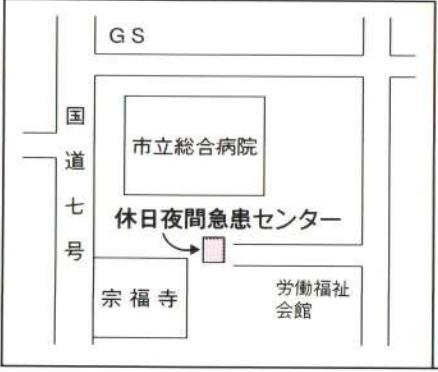 GS
国道七号
市立総合病院
休日夜間急患センター
宗福寺
労働福祉
会館